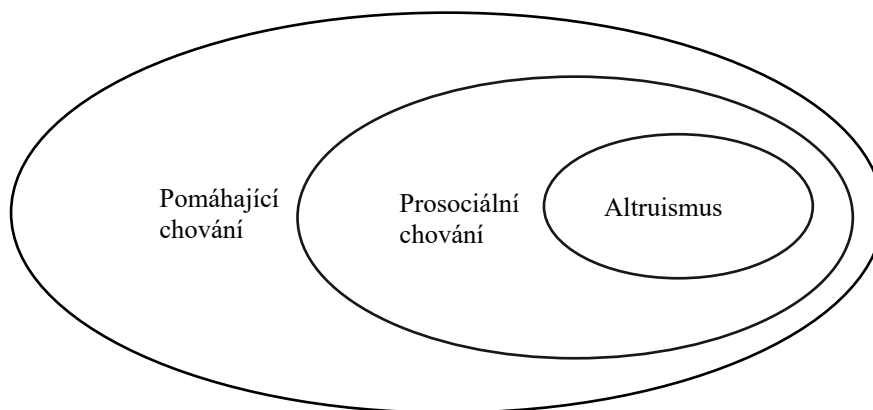 Pomáhající
chování
Prosociální
chování
Altruismus